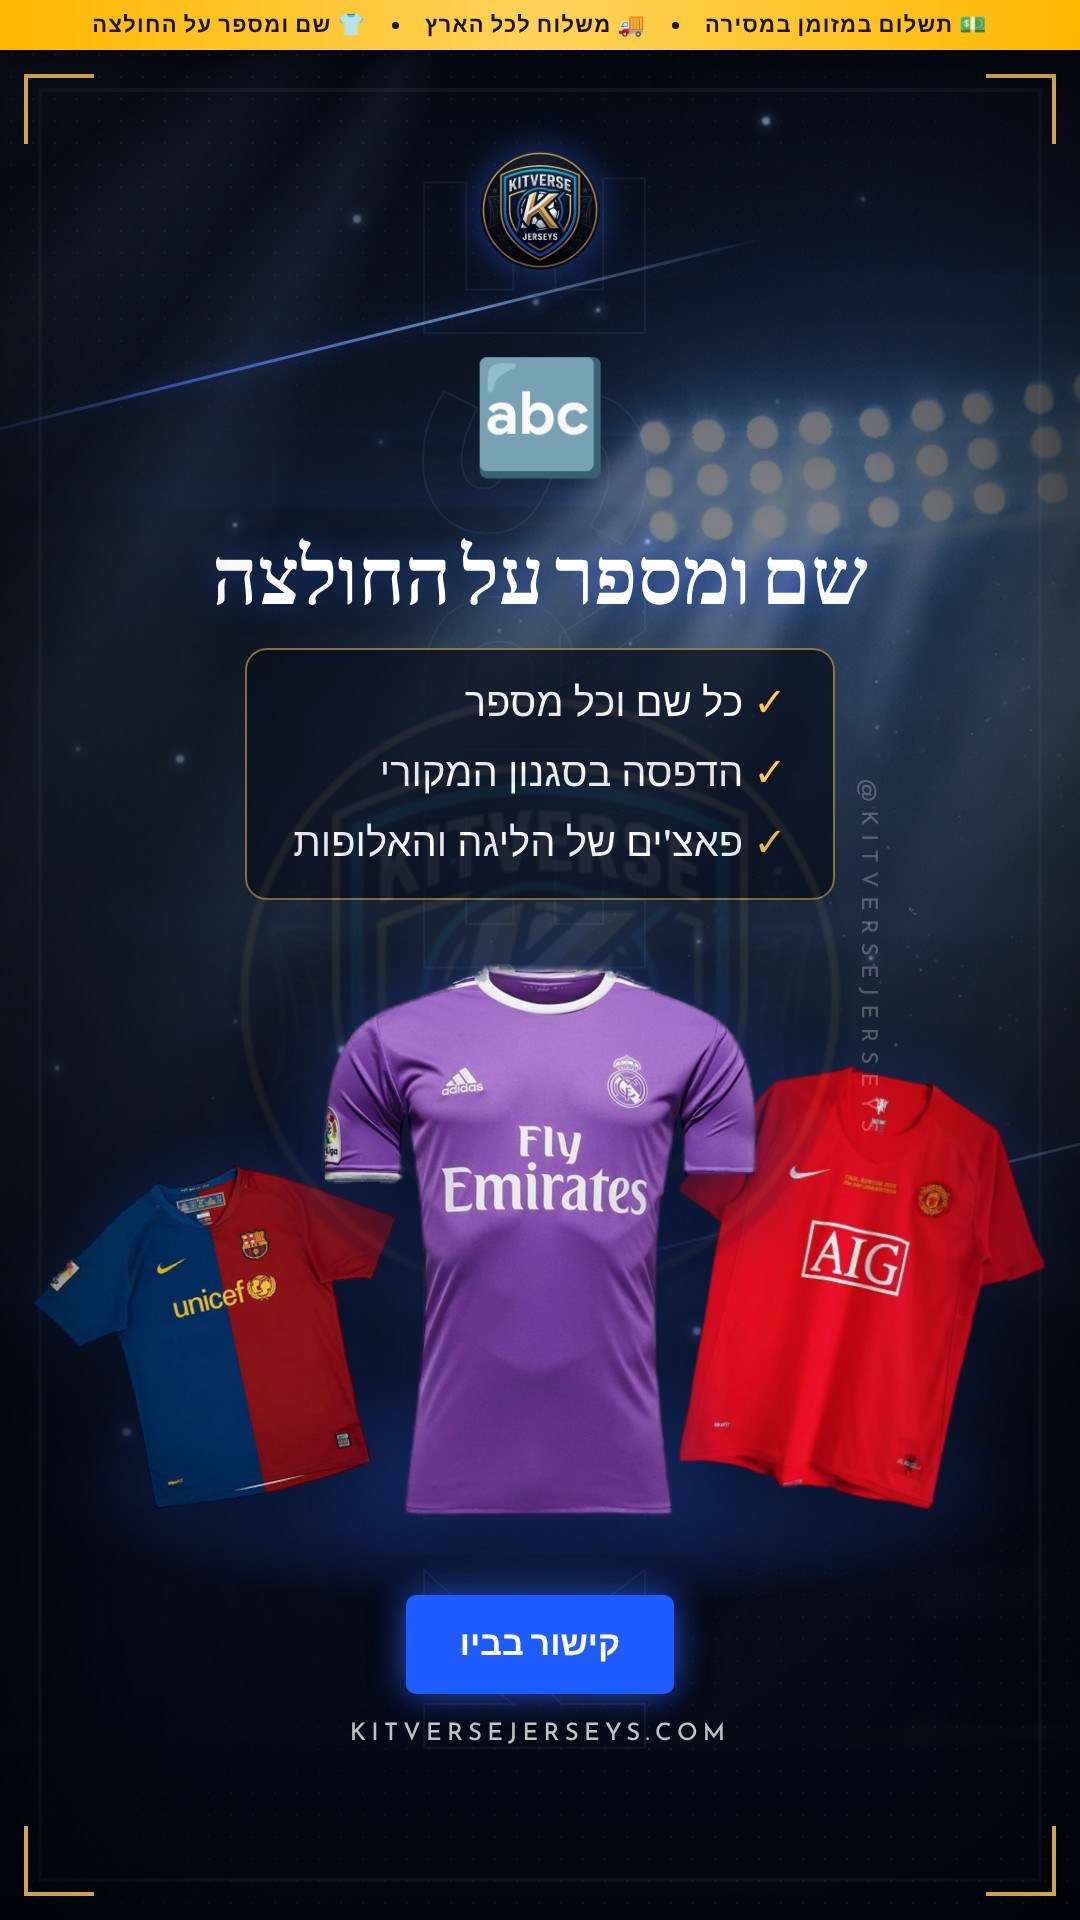 💵 תשלום במזומן במסירה • 🚚 משלוח לכל הארץ • 👕 שם ומספר על החולצה
KITVERSE
K
JERSEYS
abc
שם ומספר על החולצה
✓ כל שם וכל מספר
✓ הדפסה בסגנון המקורי
✓ פאצ'ים של הליגה והאלופות
KITVERSE
@KITVERSEJERSEYS
adidas
Fly
Emirates
unicef
AIG
קישור בביו
KITVERSEJERSEYS.COM